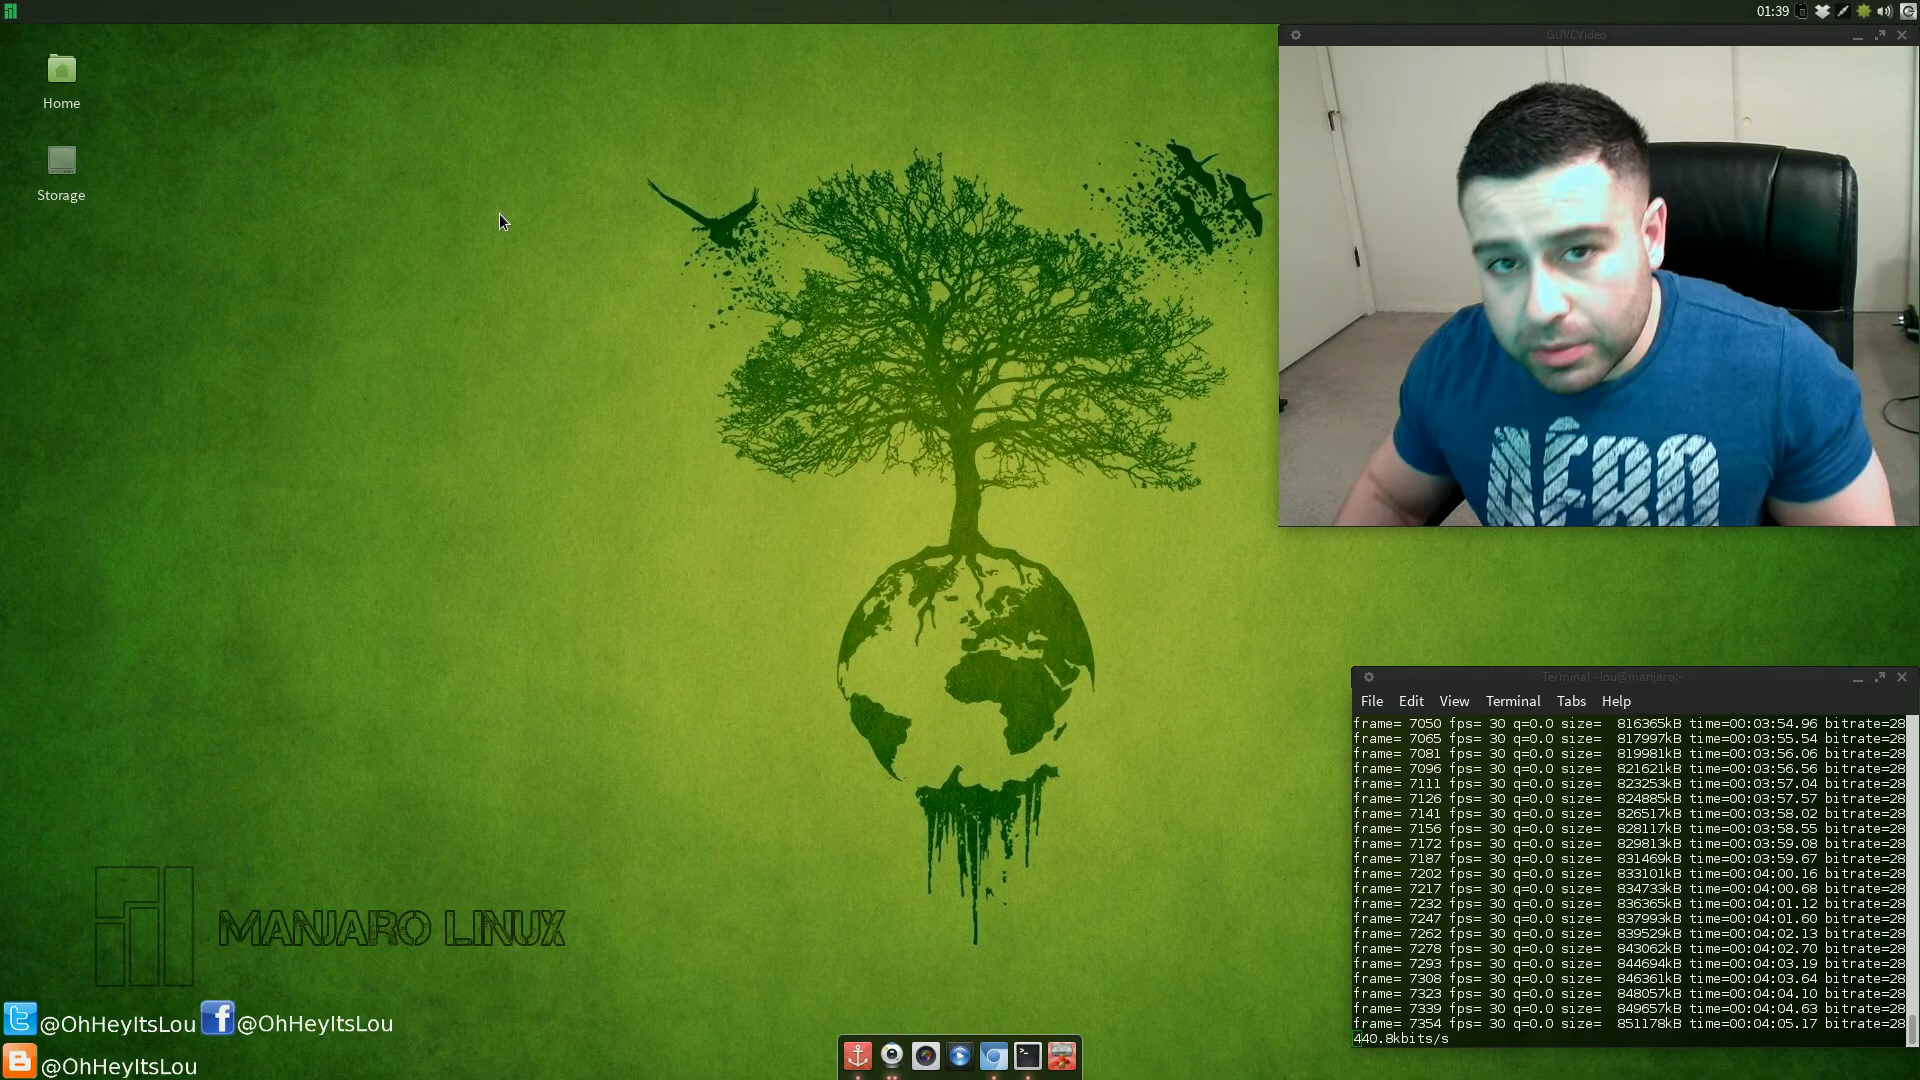 01:39
GUVCVideo
Home
Storage
AERO
Terminal - lou@manjaro:~
File Edit View Terminal Tabs Help
frame= 7050 fps= 30 q=0.0 size=  816365kB time=00:03:54.96 bitrate=28
frame= 7065 fps= 30 q=0.0 size=  817997kB time=00:03:55.54 bitrate=28
frame= 7081 fps= 30 q=0.0 size=  819981kB time=00:03:56.06 bitrate=28
frame= 7096 fps= 30 q=0.0 size=  821621kB time=00:03:56.56 bitrate=28
frame= 7111 fps= 30 q=0.0 size=  823253kB time=00:03:57.04 bitrate=28
frame= 7126 fps= 30 q=0.0 size=  824885kB time=00:03:57.57 bitrate=28
frame= 7141 fps= 30 q=0.0 size=  826517kB time=00:03:58.02 bitrate=28
frame= 7156 fps= 30 q=0.0 size=  828117kB time=00:03:58.55 bitrate=28
frame= 7172 fps= 30 q=0.0 size=  829813kB time=00:03:59.08 bitrate=28
frame= 7187 fps= 30 q=0.0 size=  831469kB time=00:03:59.67 bitrate=28
frame= 7202 fps= 30 q=0.0 size=  833101kB time=00:04:00.16 bitrate=28
frame= 7217 fps= 30 q=0.0 size=  834733kB time=00:04:00.68 bitrate=28
frame= 7232 fps= 30 q=0.0 size=  836365kB time=00:04:01.12 bitrate=28
frame= 7247 fps= 30 q=0.0 size=  837993kB time=00:04:01.60 bitrate=28
frame= 7262 fps= 30 q=0.0 size=  839529kB time=00:04:02.13 bitrate=28
frame= 7278 fps= 30 q=0.0 size=  843062kB time=00:04:02.70 bitrate=28
frame= 7293 fps= 30 q=0.0 size=  844694kB time=00:04:03.19 bitrate=28
frame= 7308 fps= 30 q=0.0 size=  846361kB time=00:04:03.64 bitrate=28
frame= 7323 fps= 30 q=0.0 size=  848057kB time=00:04:04.10 bitrate=28
frame= 7339 fps= 30 q=0.0 size=  849657kB time=00:04:04.63 bitrate=28
frame= 7354 fps= 30 q=0.0 size=  851178kB time=00:04:05.17 bitrate=28
440.8kbits/s
MANJARO LINUX
@OhHeyItsLou @OhHeyItsLou
@OhHeyItsLou